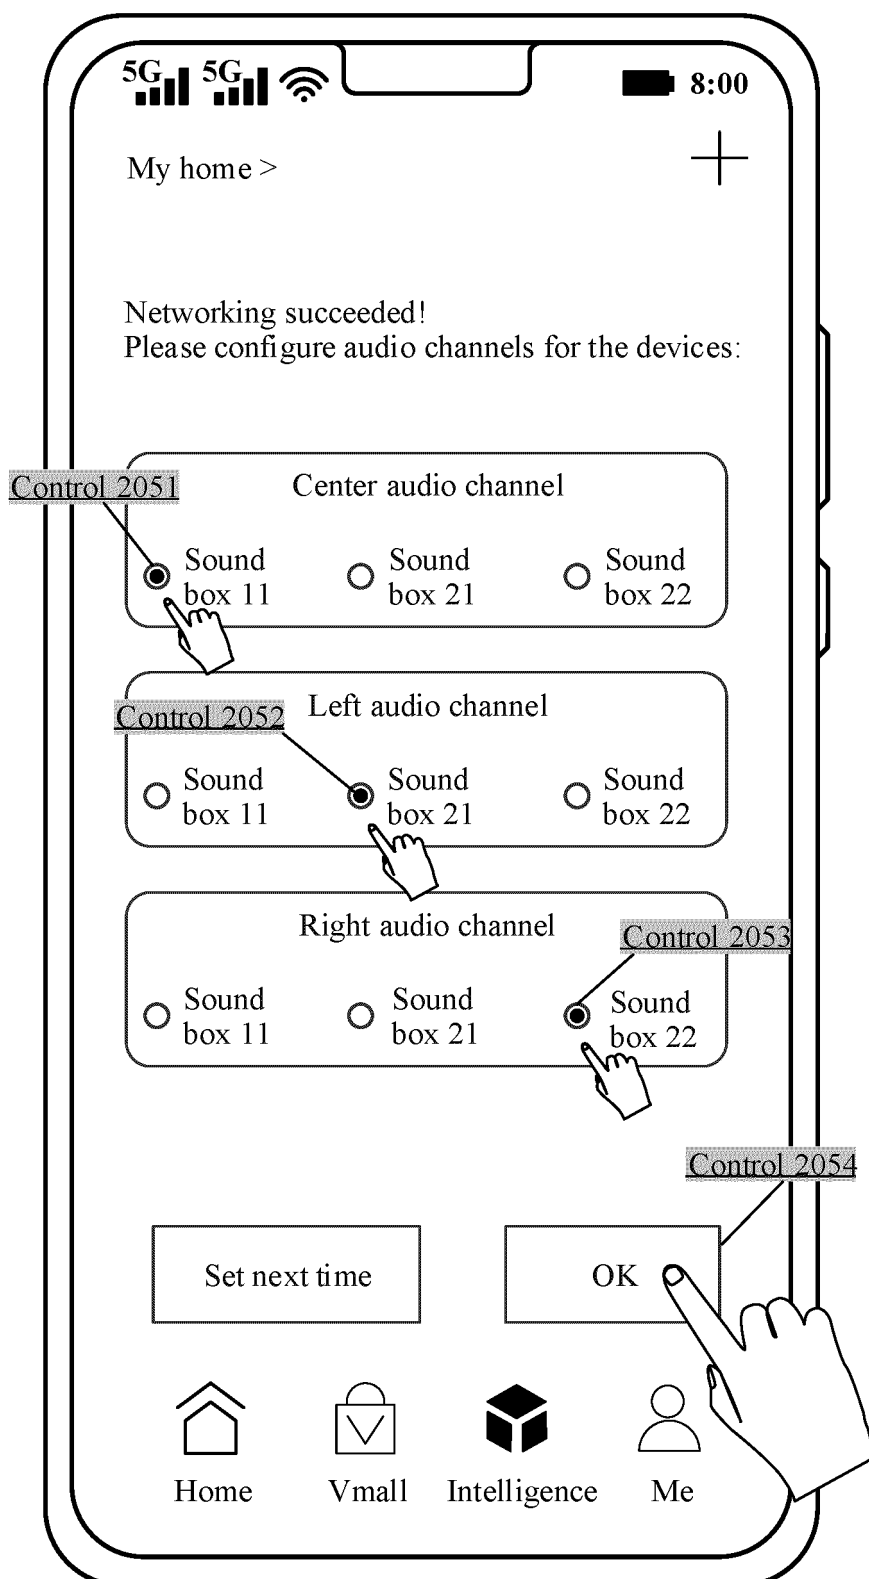 5G 5G 8:00
My home >
Networking succeeded!
Please configure audio channels for the devices:
Control 2051
Center audio channel
Sound box 11
Sound box 21
Sound box 22
Control 2052
Left audio channel
Sound box 11
Sound box 21
Sound box 22
Right audio channel
Control 2053
Sound box 11
Sound box 21
Sound box 22
Control 2054
Set next time
OK
Home
Vmall
Intelligence
Me